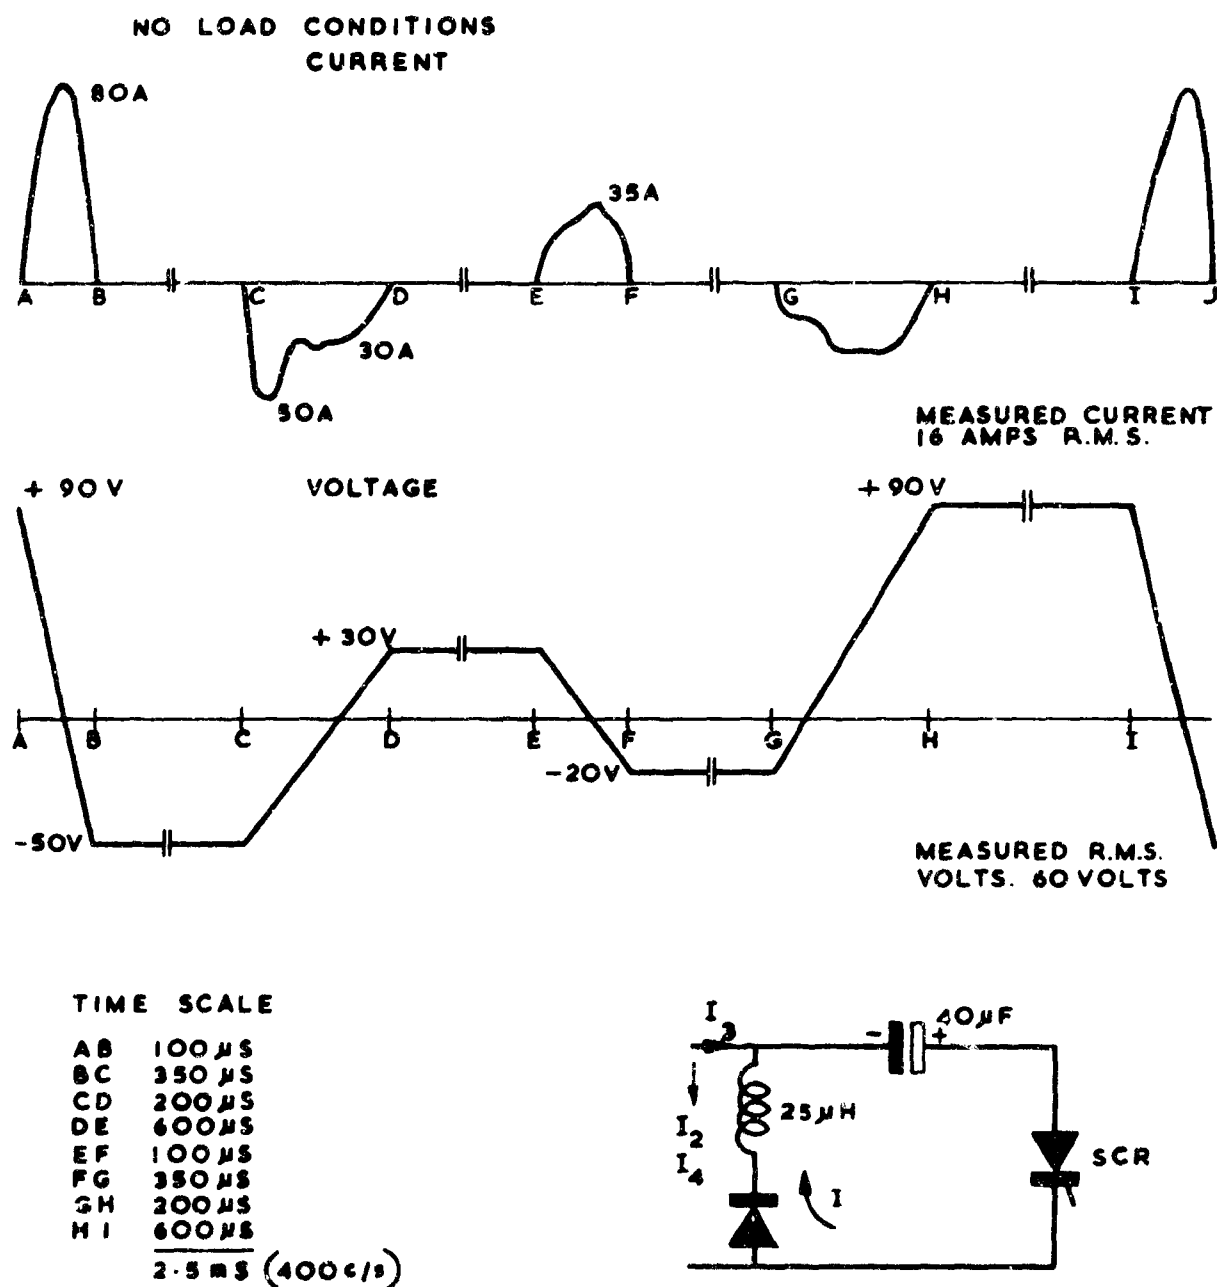 NO LOAD CONDITIONS
CURRENT
80A
35A
A B C D E F G H I J
30A
50A
MEASURED CURRENT
16 AMPS R.M.S.
+ 90V
VOLTAGE
+90V
+ 30V
A B C D E F G H I
-20V
-50V
MEASURED R.M.S.
VOLTS. 60 VOLTS
TIME SCALE
AB 100µS
BC 350µS
CD 200µS
DE 600µS
EF 100µS
FG 350µS
GH 200µS
HI 600µS
2·5mS (400c/s)
I3
- + 40µF
25µH
I2
I4
I
SCR